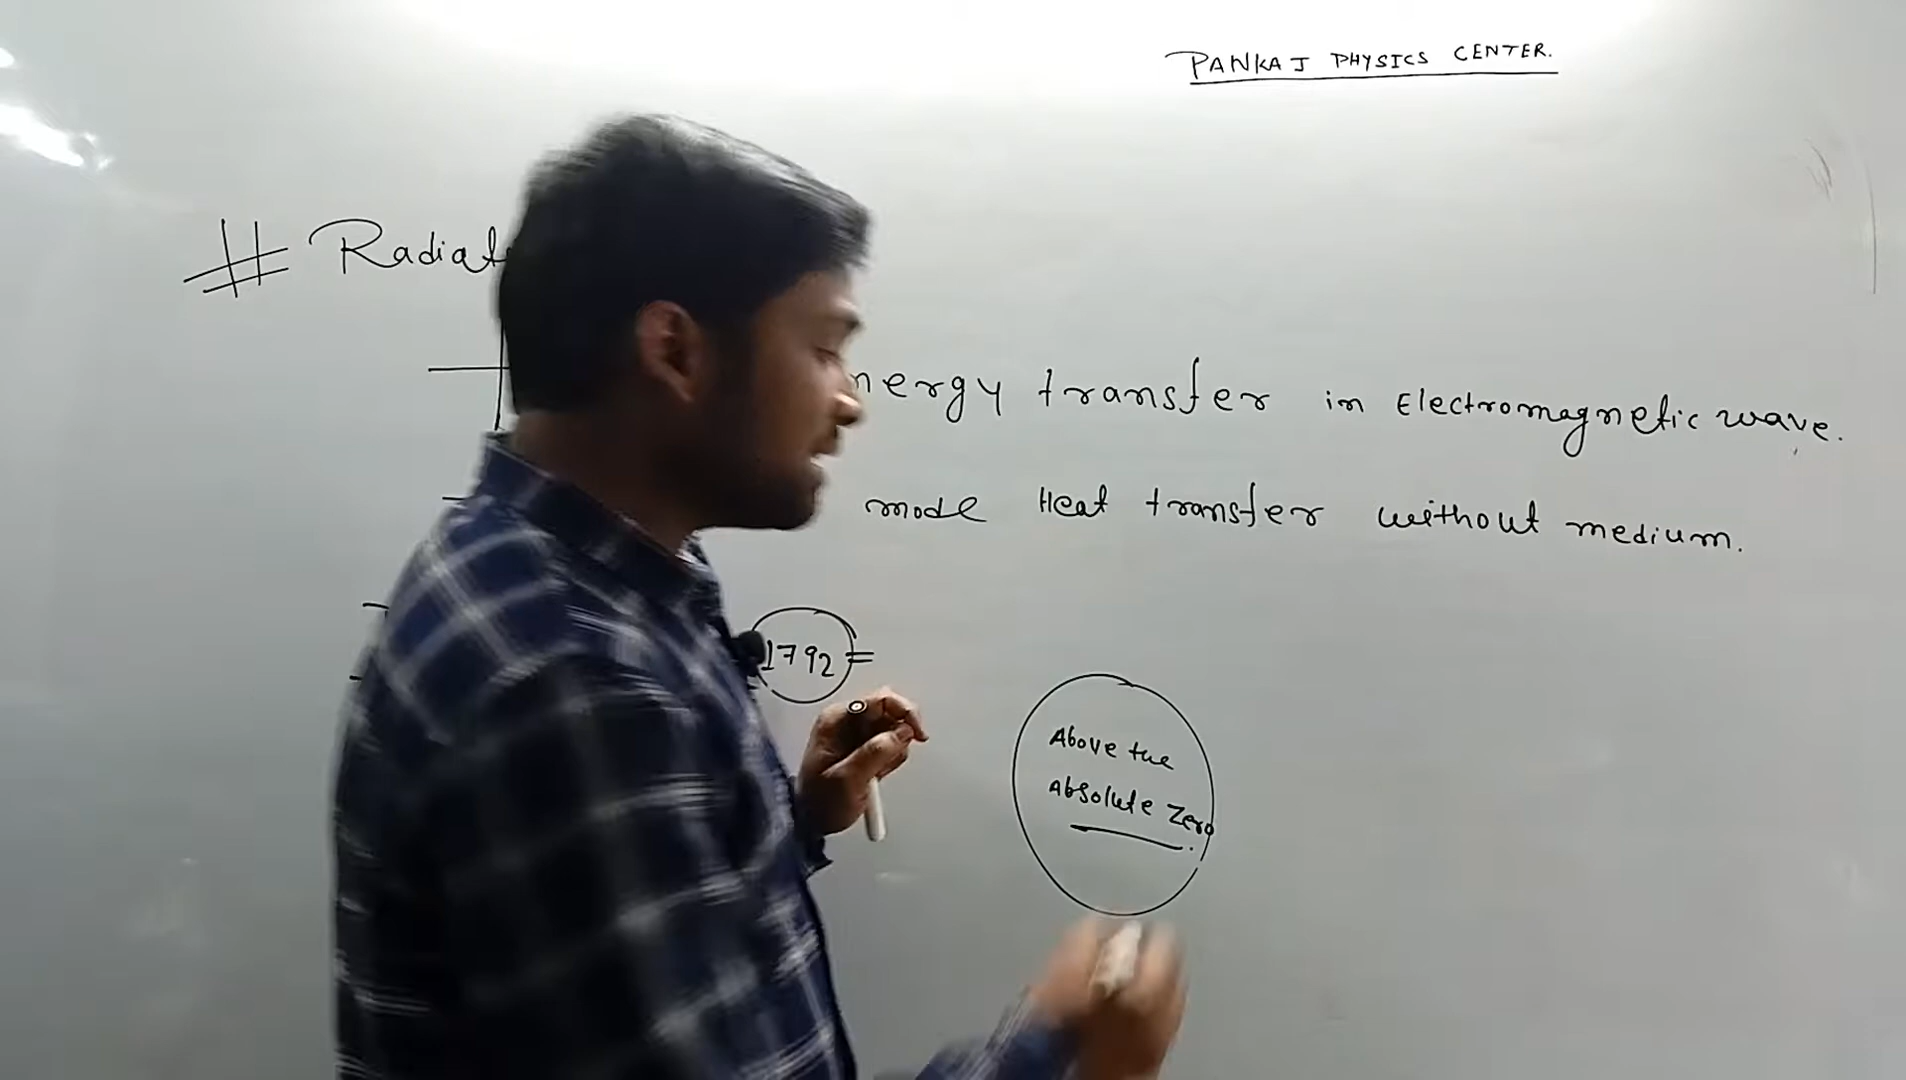 PANKAJ PHYSICS CENTER.
# Radiat
nergy transfer in Electromagnetic wave.
mode Heat transfer without medium.
1792 =
Above the
Absolute Zero.